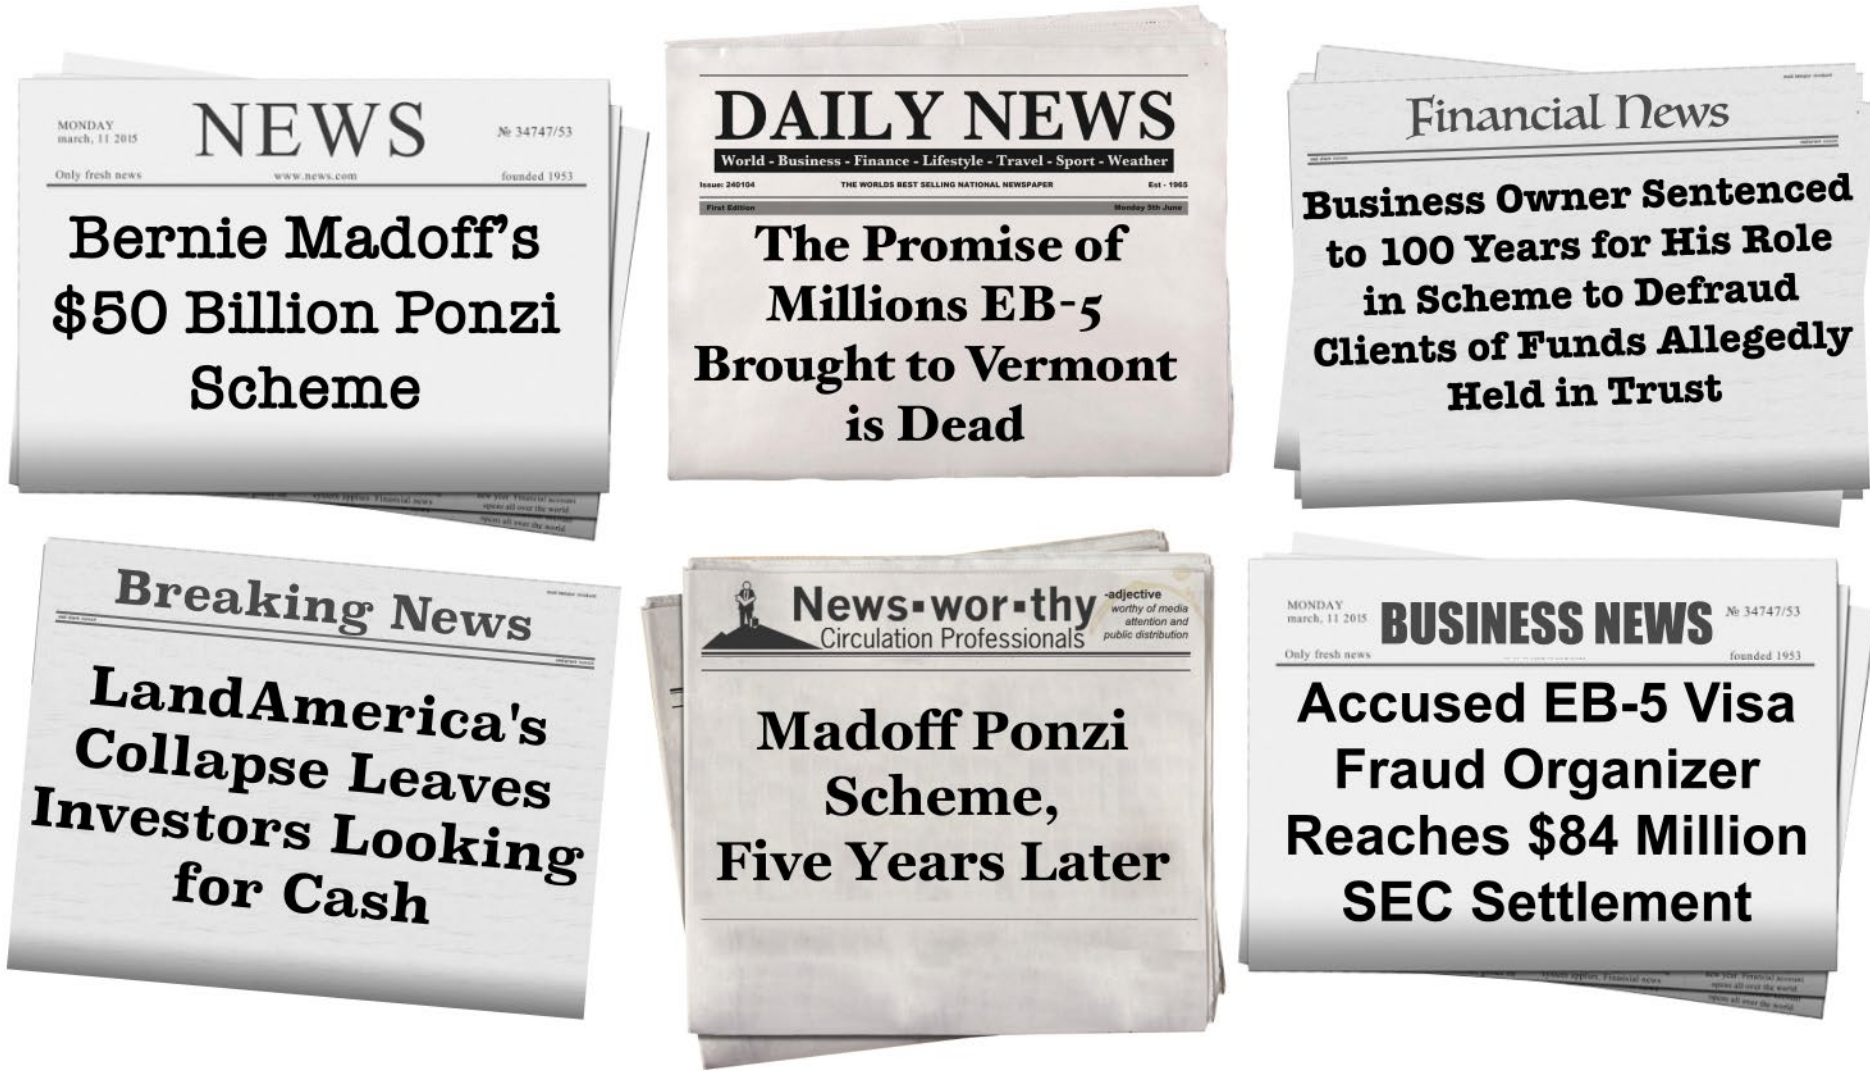 NEWS
MONDAY
march, 11 2015
№ 34747/53
Only fresh news
www.news.com
founded 1953
Bernie Madoff's
$50 Billion Ponzi
Scheme
DAILY NEWS
World - Business - Finance - Lifestyle - Travel - Sport - Weather
Issue: 240104
THE WORLDS BEST SELLING NATIONAL NEWSPAPER
Est - 1965
First Edition
Monday 5th June
The Promise of
Millions EB-5
Brought to Vermont
is Dead
Financial News
Business Owner Sentenced
to 100 Years for His Role
in Scheme to Defraud
Clients of Funds Allegedly
Held in Trust
Breaking News
LandAmerica's
Collapse Leaves
Investors Looking
for Cash
News▪wor▪thy
Circulation Professionals
-adjective
worthy of media
attention and
public distribution
Madoff Ponzi
Scheme,
Five Years Later
MONDAY
march, 11 2015
BUSINESS NEWS
№ 34747/53
Only fresh news
founded 1953
Accused EB-5 Visa
Fraud Organizer
Reaches $84 Million
SEC Settlement